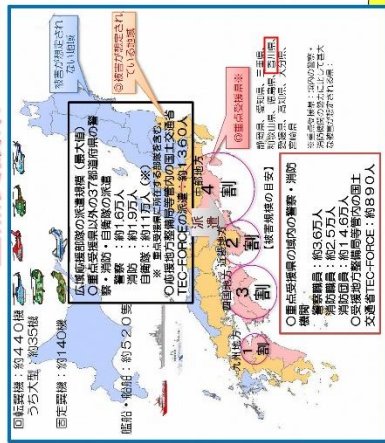 回転翼機：約440機
うち大型：約35機
固定翼機：約140機
艦船・船舶：約520隻
広域応援部隊の派遣規模（最大値）
○重点受援県以外の37都道府県の警
察・消防・自衛隊の派遣
警察：約1.6万人
消防：約1.9万人
自衛隊：約11万人（※）
※ 重点受援県に所在する部隊を含む。
○応援地方整備局等管内の国土交通省
TEC-FORCEの派遣：約1,360人
被害が想定され
ない地域
◎被害が想定され
ている地域
◎重点受援県※
派遣
九州地方
1
割
四国地方
3
割
近畿地方
2
割
中部地方
4
割
【被害規模の目安】
静岡県、愛知県、三重県、
和歌山県、徳島県、香川県、
愛媛県、高知県、大分県、
宮崎県
○重点受援県の域内の警察・消防
機関
警察職員：約3.6万人
消防職員：約2.5万人
消防団員：約14.6万人
○受援地方整備局等管内の国土
交通省TEC-FORCE：約890人